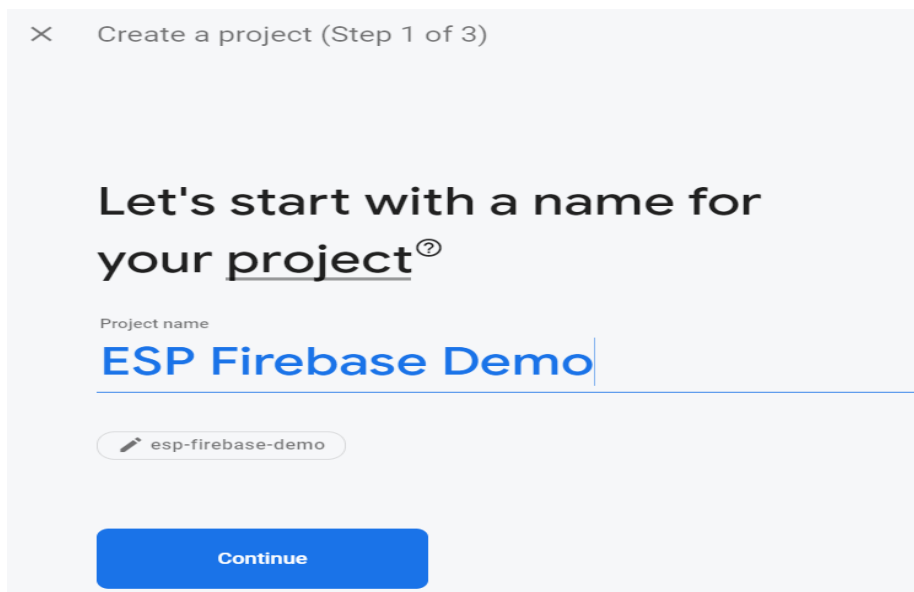 Create a project (Step 1 of 3)
Let's start with a name for
your project
Project name
ESP Firebase Demo
esp-firebase-demo
Continue